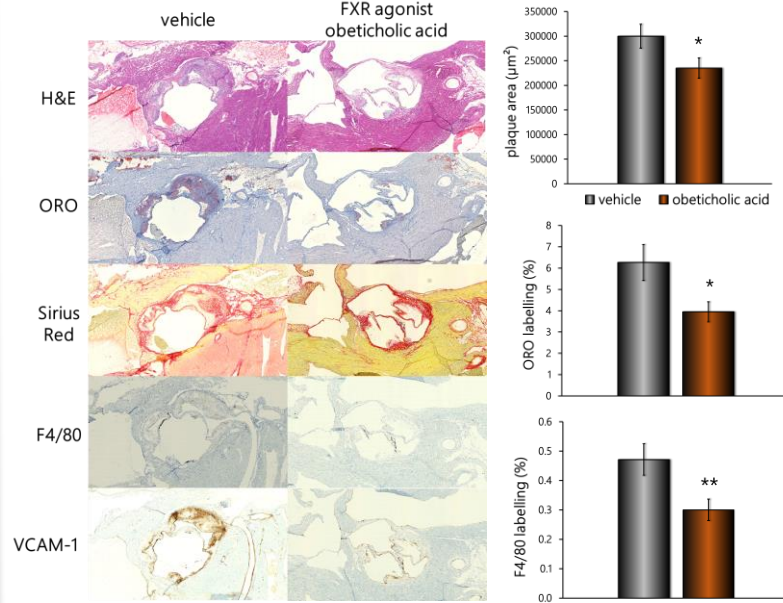 vehicle
FXR agonist
obeticholic acid
H&E
ORO
Sirius
Red
F4/80
VCAM-1
plaque area (µm²)
350000
300000
250000
200000
150000
100000
50000
0
*
vehicle
obeticholic acid
ORO labelling (%)
8
7
6
5
4
3
2
1
0
*
F4/80 labelling (%)
0.6
0.5
0.4
0.3
0.2
0.1
0.0
**